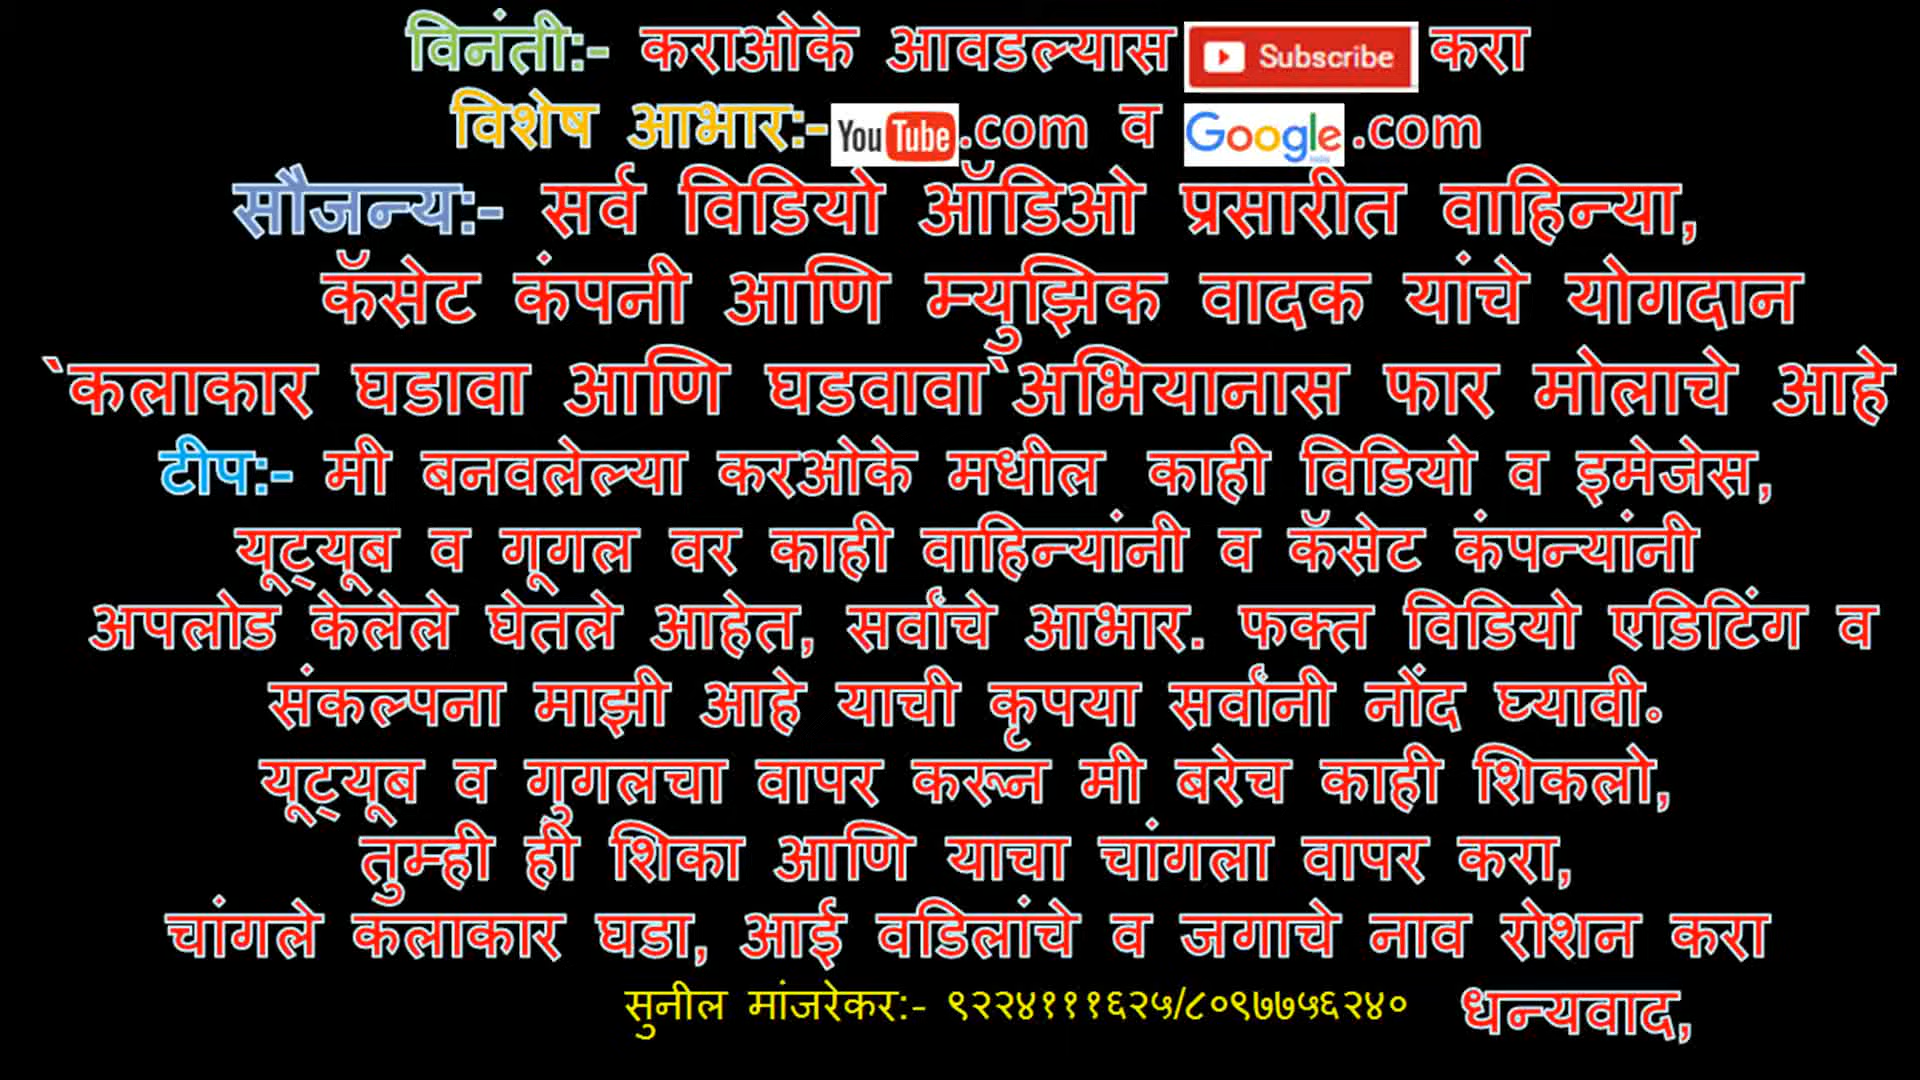 विनंती:- कराओके आवडल्यास Subscribe करा
विशेष आभार:- YouTube.com व Google.com
सौजन्य:- सर्व विडियो ऑडिओ प्रसारीत वाहिन्या,
कॅसेट कंपनी आणि म्युझिक वादक यांचे योगदान
`कलाकार घडावा आणि घडवावा`अभियानास फार मोलाचे आहे
टीप:- मी बनवलेल्या करओके मधील काही विडियो व इमेजेस,
यूट्यूब व गूगल वर काही वाहिन्यांनी व कॅसेट कंपन्यांनी
अपलोड केलेले घेतले आहेत, सर्वांचे आभार. फक्त विडियो एडिटिंग व
संकल्पना माझी आहे याची कृपया सर्वांनी नोंद घ्यावी॰
यूट्यूब व गुगलचा वापर करून मी बरेच काही शिकलो,
तुम्ही ही शिका आणि याचा चांगला वापर करा,
चांगले कलाकार घडा, आई वडिलांचे व जगाचे नाव रोशन करा
सुनील मांजरेकर:- ९२२४१११६२५/८०९७७५६२४० धन्यवाद,